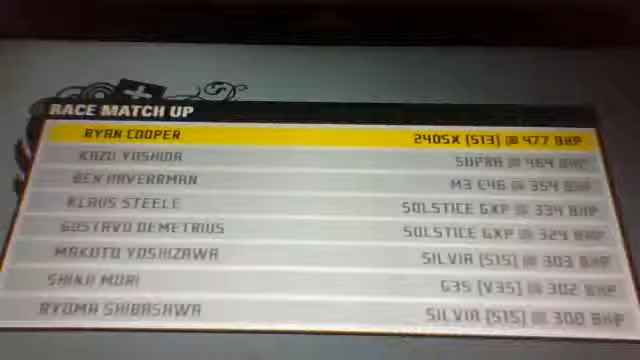 RACE MATCH UP
RYAN COOPER 240SX (S13) @ 477 BHP
KAZU YOSHIDA SUPRA @ 464 BHP
BEN HAVERRMAN M3 E46 @ 354 BHP
KLAUS STEELE SOLSTICE GXP @ 334 BHP
GUSTAVO DEMETRIUS SOLSTICE GXP @ 329 BHP
MAKOTO YOSHIZAWA SILVIA (S15) @ 303 BHP
SHINJI MORI G35 (V35) @ 302 BHP
RYOMA SHIBASAWA SILVIA (S15) @ 300 BHP